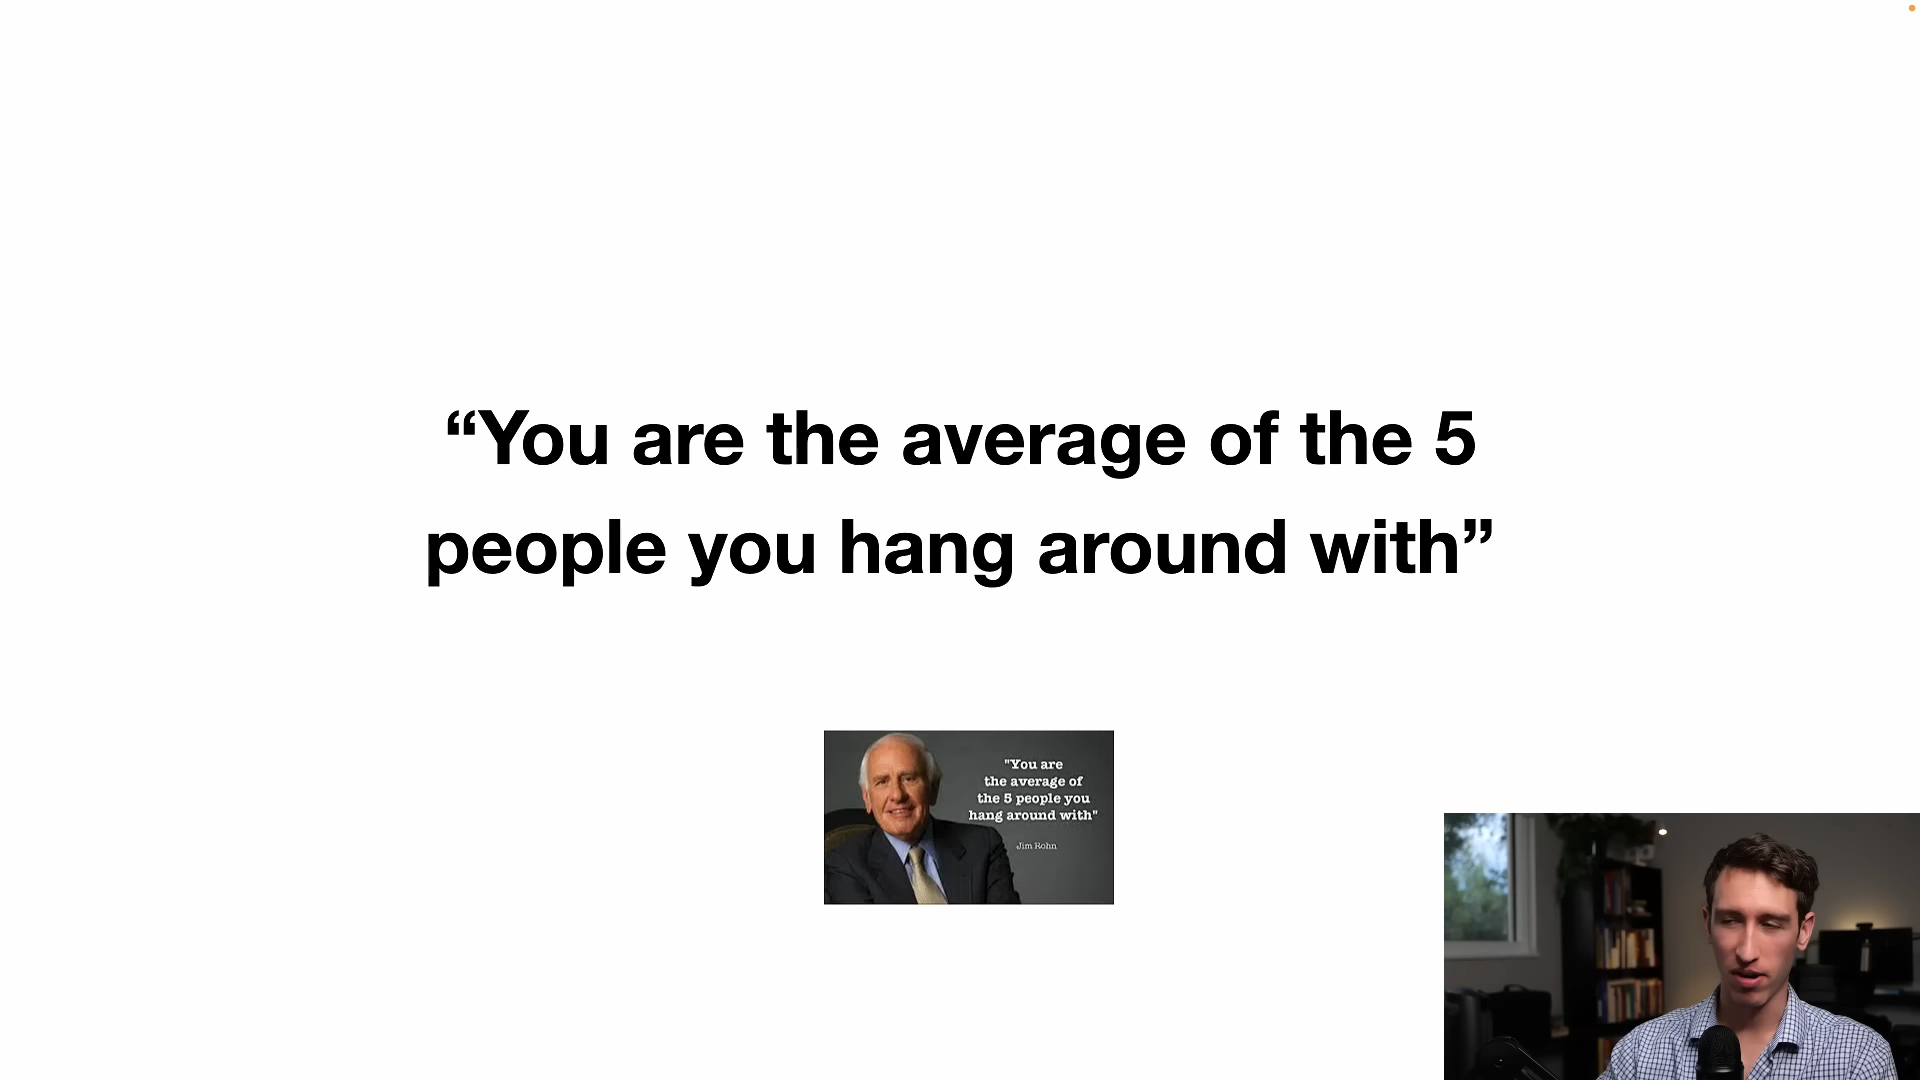 “You are the average of the 5
people you hang around with”
"You are
the average of
the 5 people you
hang around with"
Jim Rohn